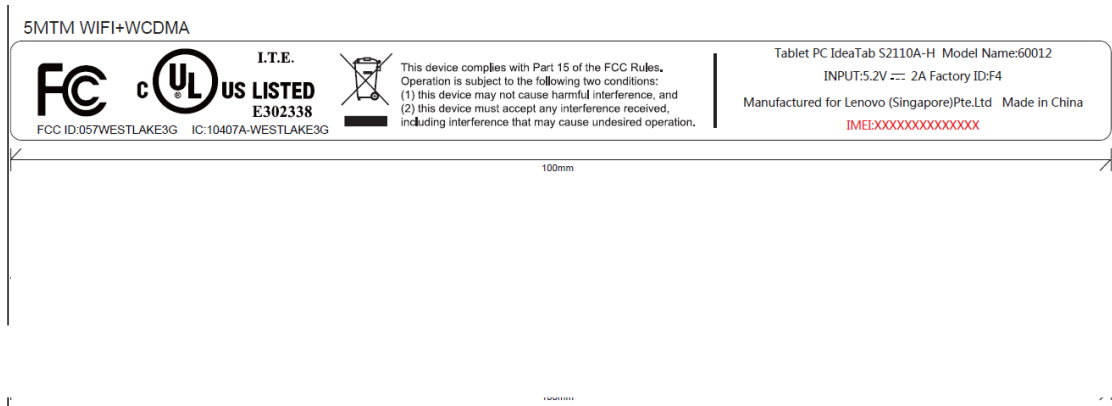 5MTM WIFI+WCDMA
FC
C UL US LISTED
®
I.T.E.
E302338
FCC ID:057WESTLAKE3G IC:10407A-WESTLAKE3G
This device complies with Part 15 of the FCC Rules.
Operation is subject to the following two conditions:
(1) this device may not cause harmful interference, and
(2) this device must accept any interference received,
including interference that may cause undesired operation.
Tablet PC IdeaTab S2110A-H Model Name:60012
INPUT:5.2V ⎓ 2A Factory ID:F4
Manufactured for Lenovo (Singapore)Pte.Ltd Made in China
IMEI:XXXXXXXXXXXXXX
100mm